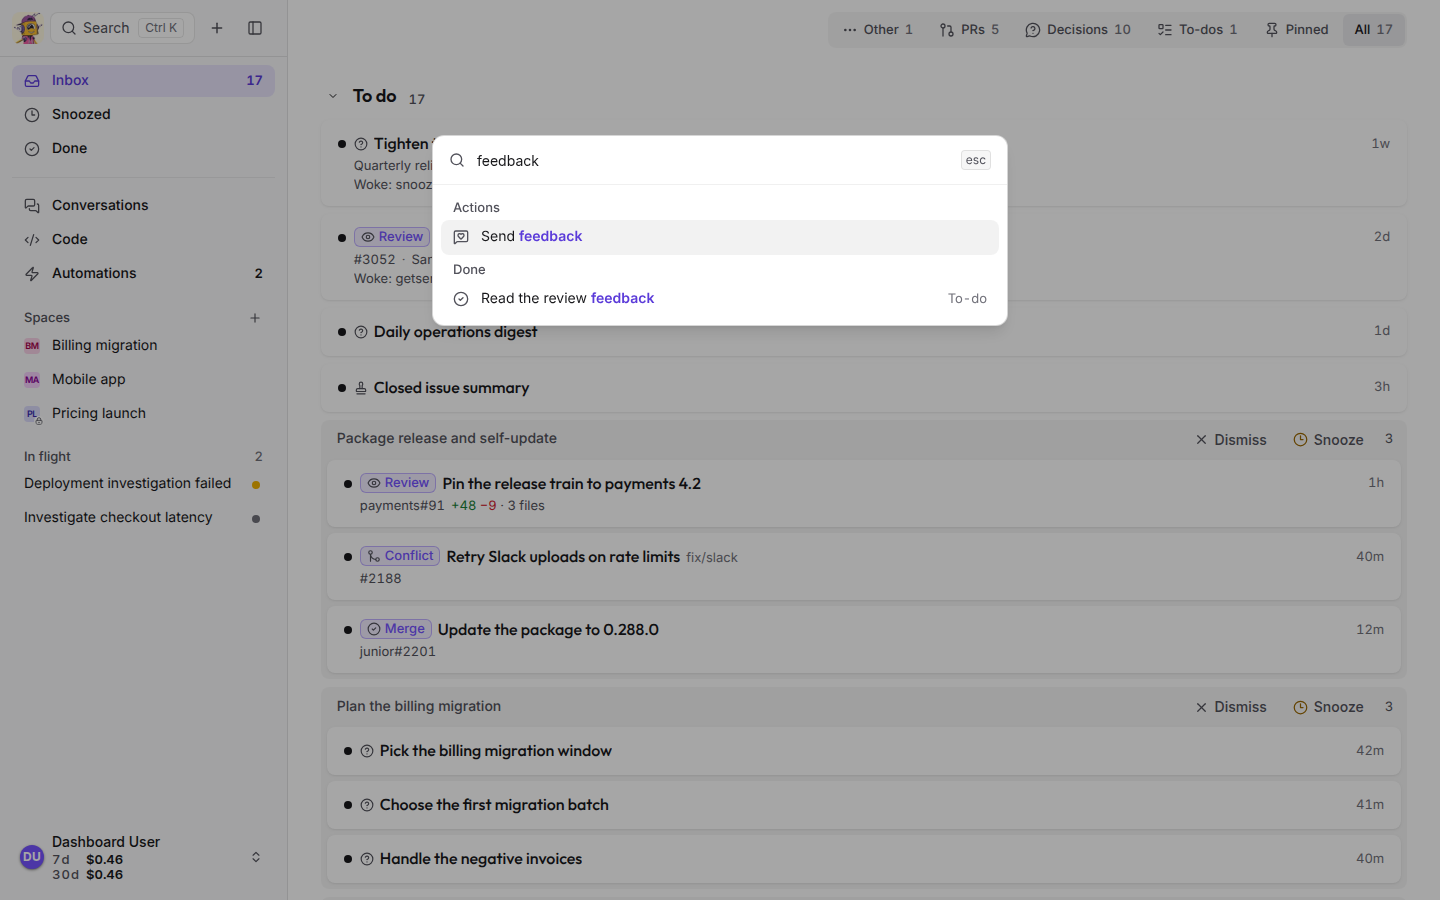 Search Ctrl K
Other 1 PRs 5 Decisions 10 To-dos 1 Pinned All 17
Inbox 17
Snoozed
Done
Conversations
Code
Automations 2
Spaces
BM Billing migration
MA Mobile app
PL Pricing launch
In flight 2
Deployment investigation failed
Investigate checkout latency
Dashboard User
DU
7d $0.46
30d $0.46
To do 17
Tighten 1w
Quarterly reli
Woke: snooz
Review 2d
#3052 · Sar
Woke: getser
feedback esc
Actions
Send feedback
Done
Read the review feedback To-do
Daily operations digest 1d
Closed issue summary 3h
Package release and self-update Dismiss Snooze 3
Review Pin the release train to payments 4.2 1h
payments#91 +48 −9 · 3 files
Conflict Retry Slack uploads on rate limits fix/slack 40m
#2188
Merge Update the package to 0.288.0 12m
junior#2201
Plan the billing migration Dismiss Snooze 3
Pick the billing migration window 42m
Choose the first migration batch 41m
Handle the negative invoices 40m